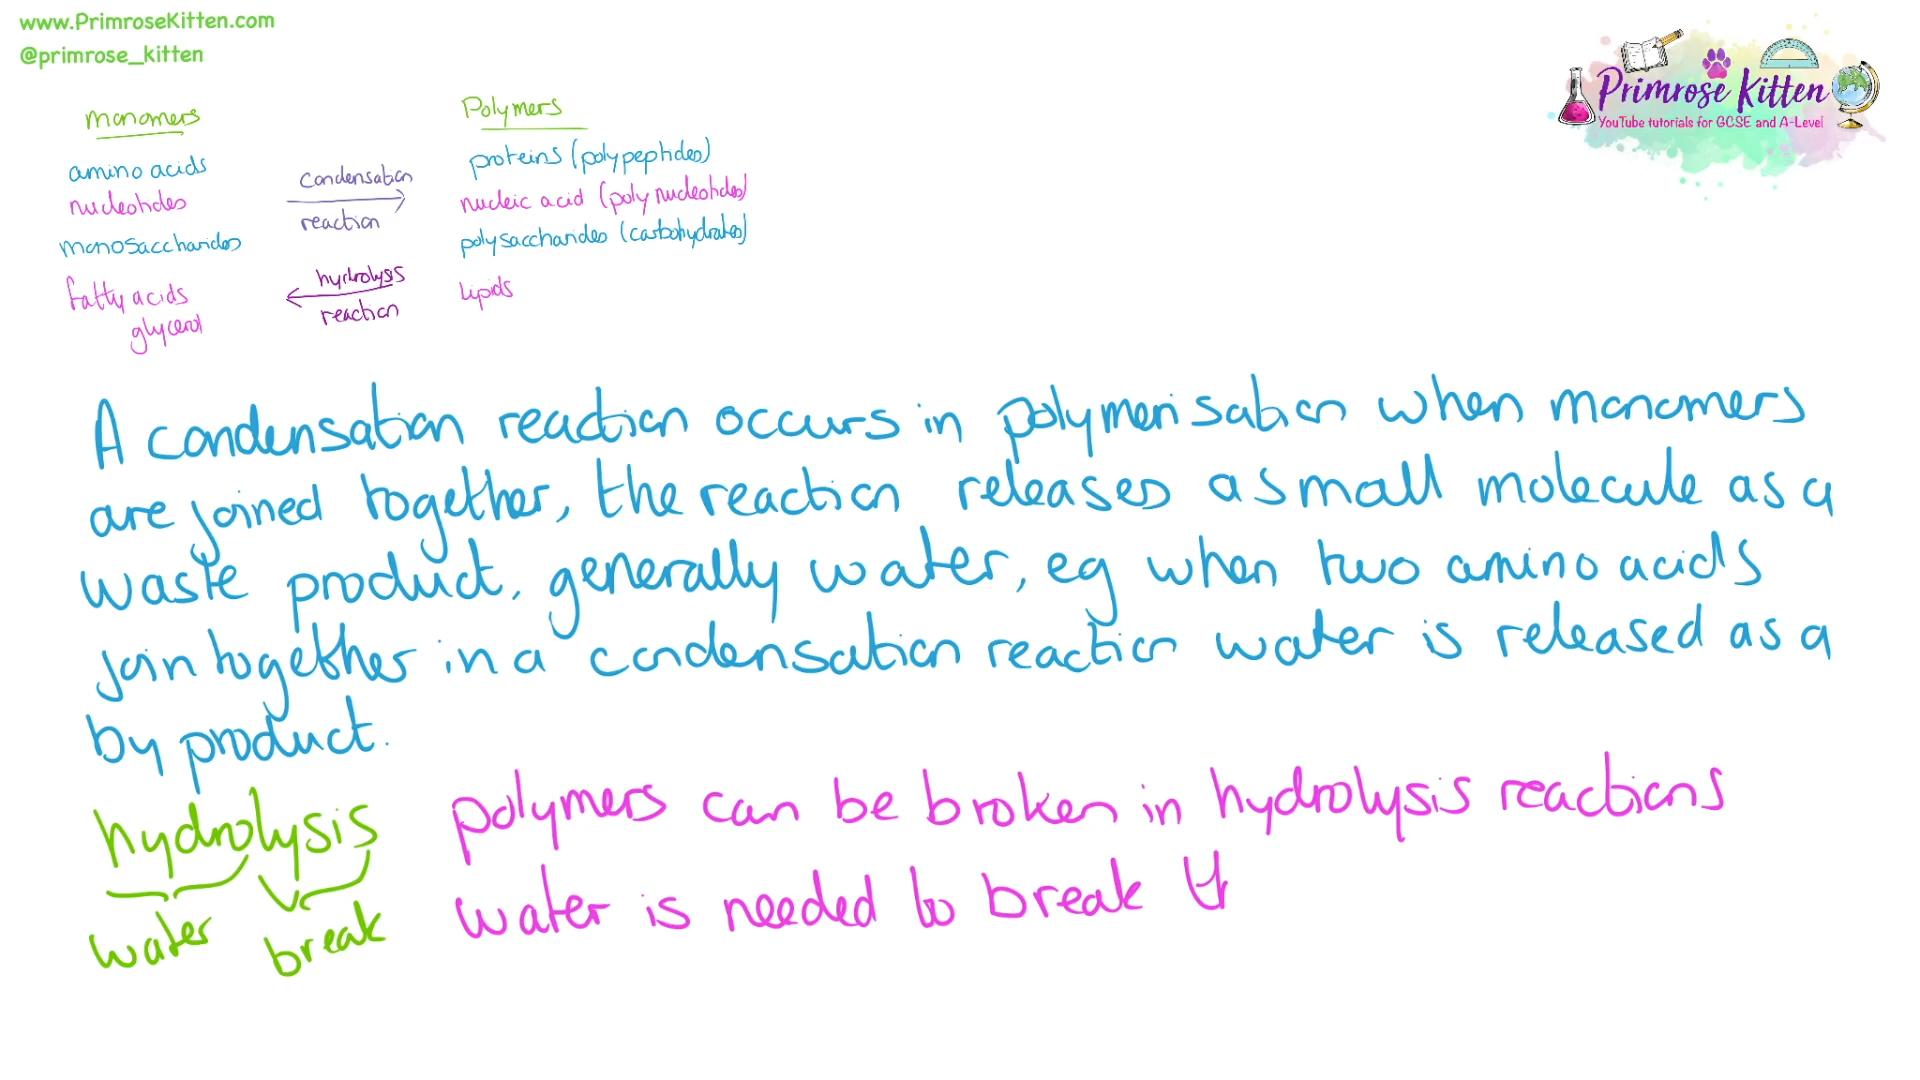 www.PrimroseKitten.com
@primrose_kitten
Primrose Kitten
YouTube tutorials for GCSE and A-Level
monomers
Polymers
amino acids
proteins (polypeptides)
nucleotides
condensation
reaction
nucleic acid (polynucleotides)
monosaccharides
polysaccharides (carbohydrates)
fatty acids
glycerol
hydrolysis
reaction
Lipids
A condensation reaction occurs in polymerisation when monomers
are joined together, the reaction releases a small molecule as a
waste product, generally water, eg when two amino acids
join together in a condensation reaction water is released as a
by product.
hydrolysis
water break
polymers can be broken in hydrolysis reactions
water is needed to break